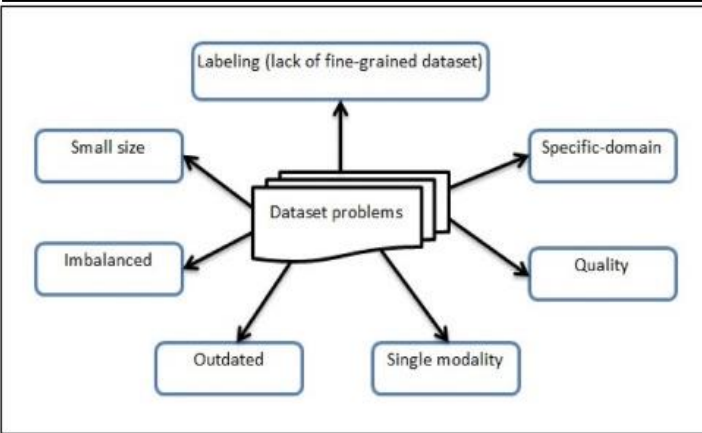 Labeling (lack of fine-grained dataset)
Small size
Specific-domain
Dataset problems
Imbalanced
Quality
Outdated
Single modality